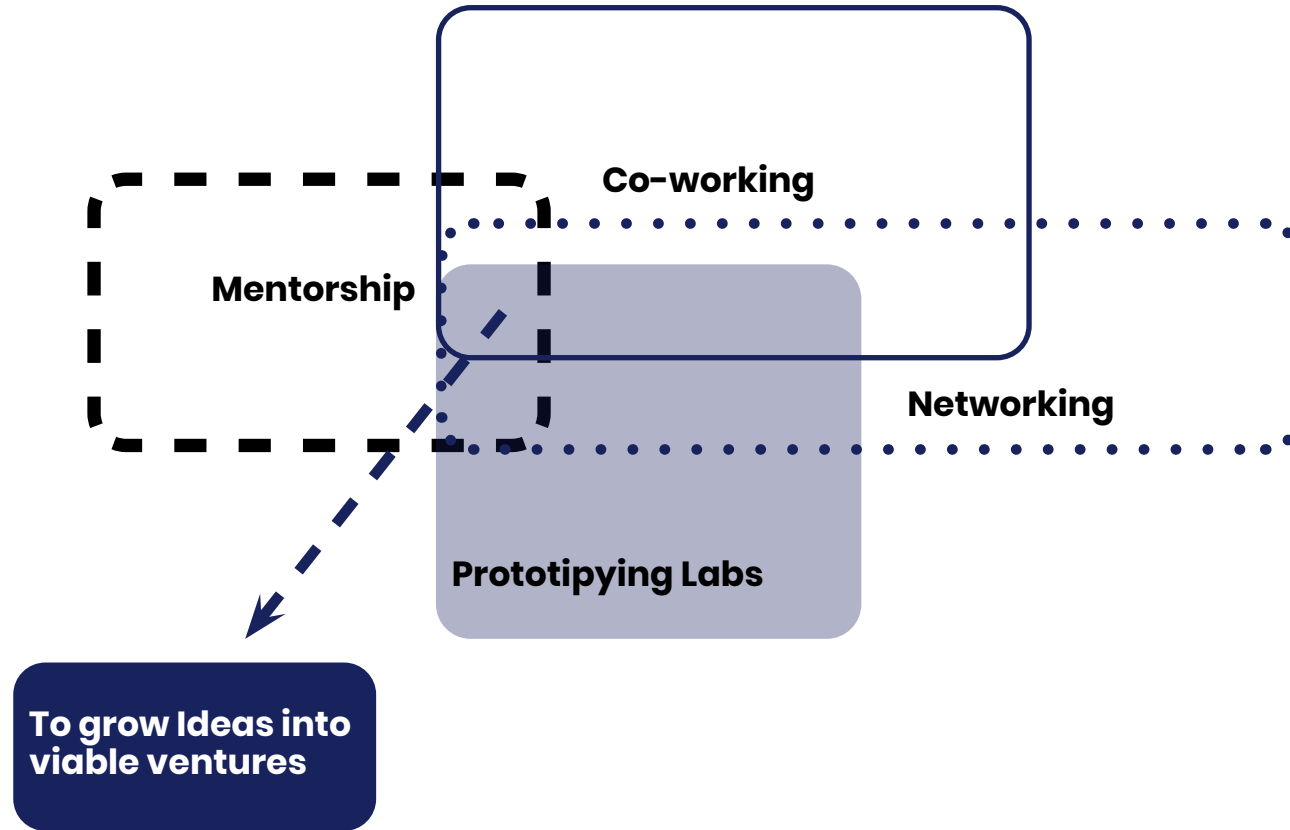 Co-working
Mentorship
Networking
Prototipying Labs
To grow Ideas into
viable ventures